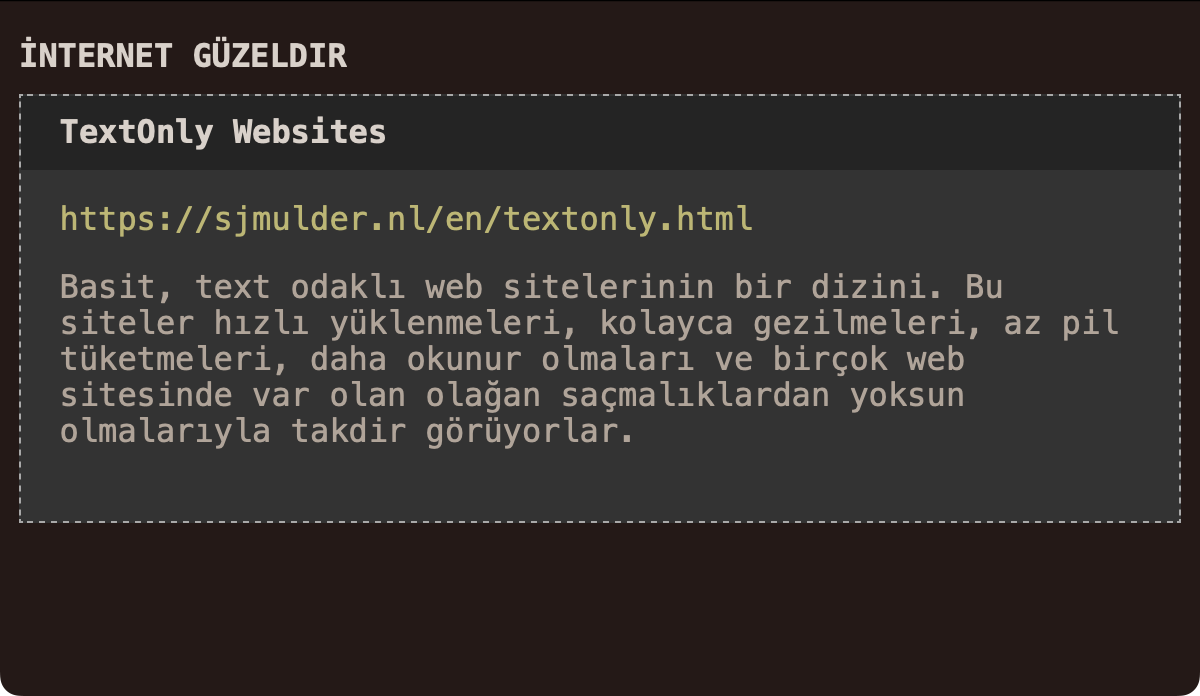 İNTERNET GÜZELDIR
TextOnly Websites
https://sjmulder.nl/en/textonly.html
Basit, text odaklı web sitelerinin bir dizini. Bu
siteler hızlı yüklenmeleri, kolayca gezilmeleri, az pil
tüketmeleri, daha okunur olmaları ve birçok web
sitesinde var olan olağan saçmalıklardan yoksun
olmalarıyla takdir görüyorlar.